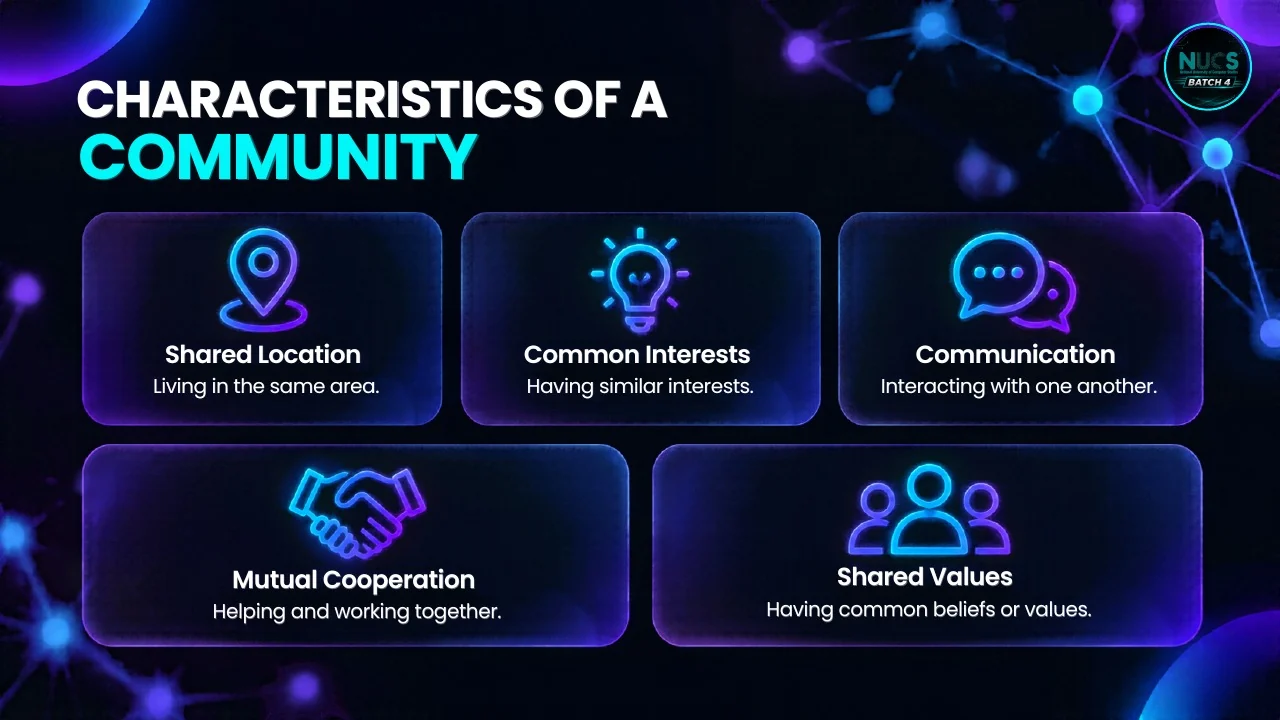 CHARACTERISTICS OF A
COMMUNITY
NUCS
BATCH 4
Shared Location
Living in the same area.
Common Interests
Having similar interests.
Communication
Interacting with one another.
Mutual Cooperation
Helping and working together.
Shared Values
Having common beliefs or values.